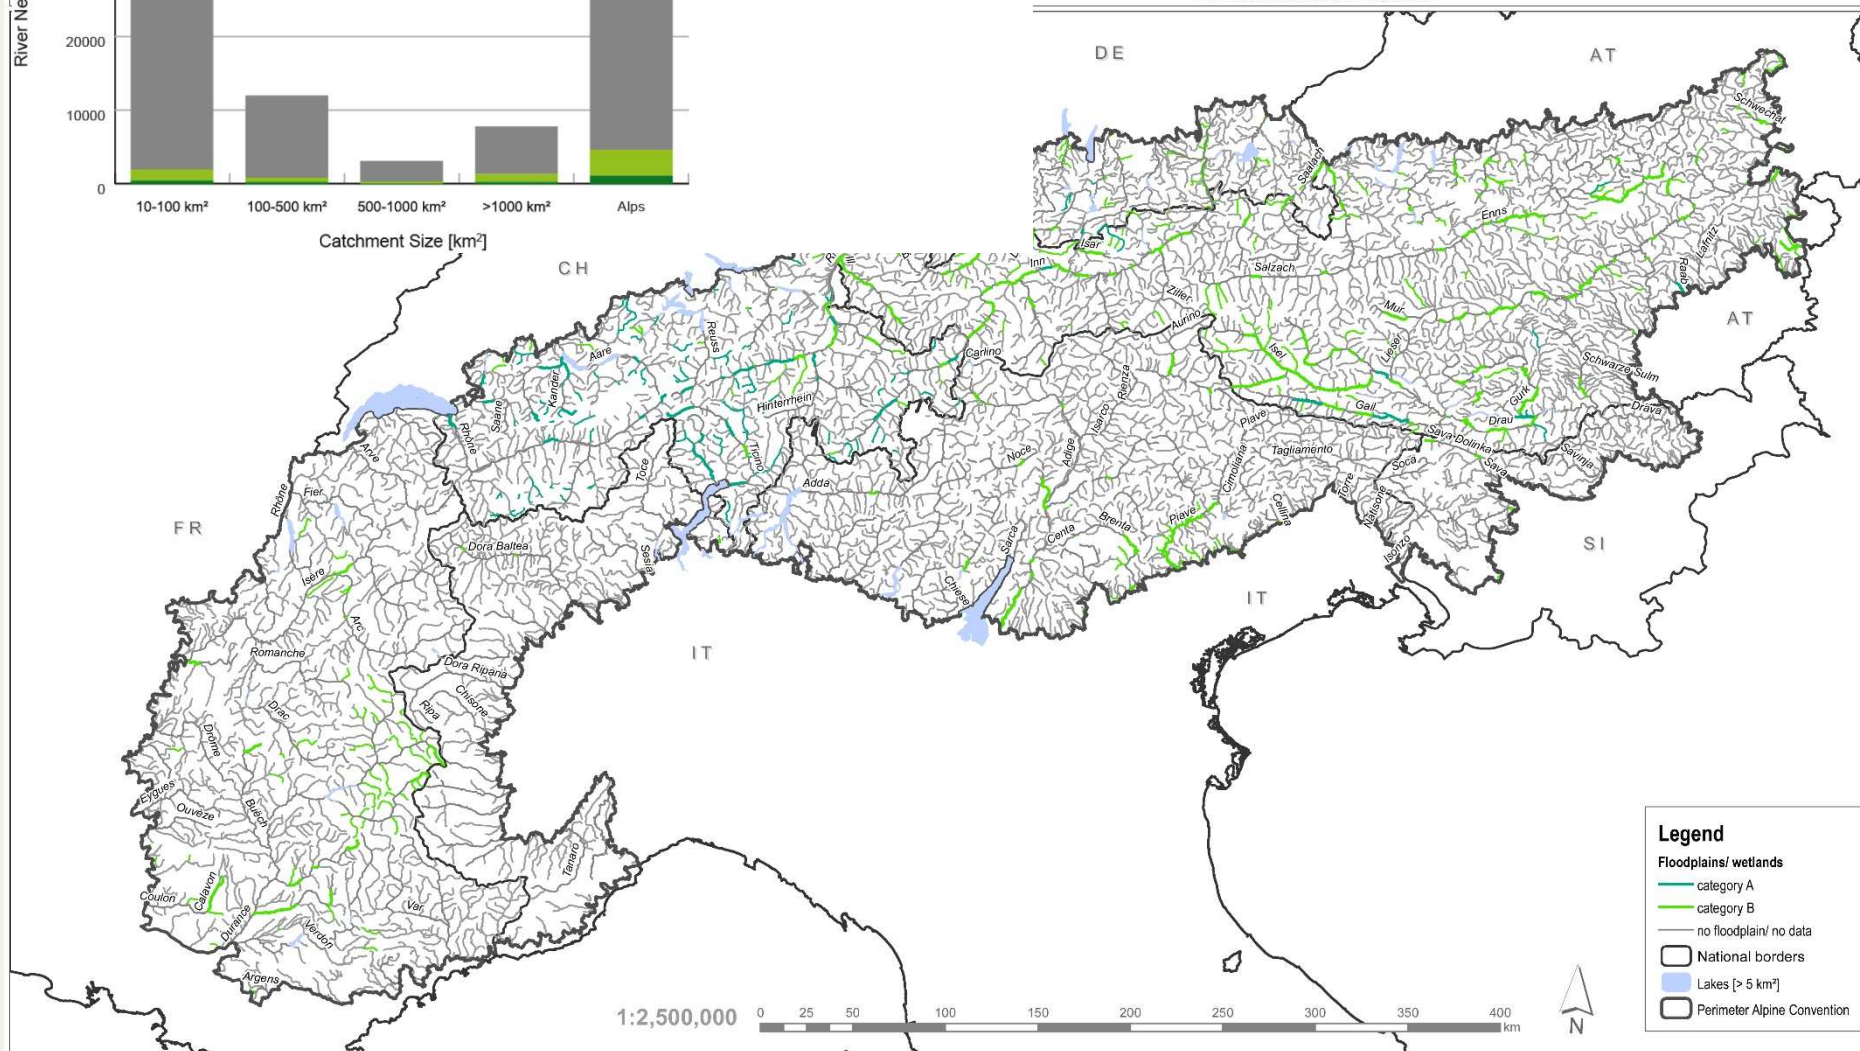 River Ne
20000
10000
0
10-100 km²
100-500 km²
500-1000 km²
>1000 km²
Alps
Catchment Size [km²]
DE
AT
Schwechat
Saalach
CH
Isar
Inn
Enns
Salzach
Lafnitz
Raab
Ziller
Aurino
Mur
AT
Reuss
Aare
Carlino
Isel
Lieser
Kander
Saane
Hinterrhein
Rienza
Isarco
Schwarze Sulm
Gurk
Gail
Drau
Drava
Piave
Rhône
Arve
Ticino
Toce
Noce
Adige
Cimoliana
Tagliamento
Sava Dolinka
Sava
Savinja
Soca
Torre
Natisone
Rhône
Fier
Adda
Cellina
FR
Dora Baltea
Sesia
Sarca
Centa
Brenta
Piave
Isonzo
SI
Isère
Chiese
Arc
IT
IT
Romanche
Dora Riparia
Chisone
Ripa
Drac
Drôme
Eygues
Ouvèze
Buëch
Tanaro
Coulon
Calavon
Durance
Verdon
Var
Argens
Legend
Floodplains/ wetlands
category A
category B
no floodplain/ no data
National borders
Lakes [> 5 km²]
Perimeter Alpine Convention
1:2,500,000
0 25 50 100 150 200 250 300 350 400
km
N